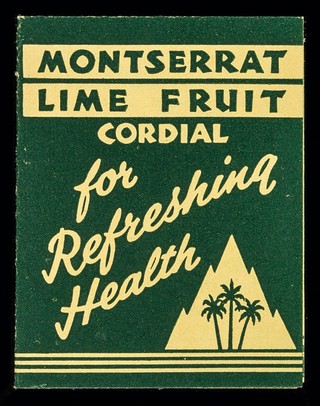 MONTSERRAT
LIME FRUIT
CORDIAL
for
Refreshing
Health